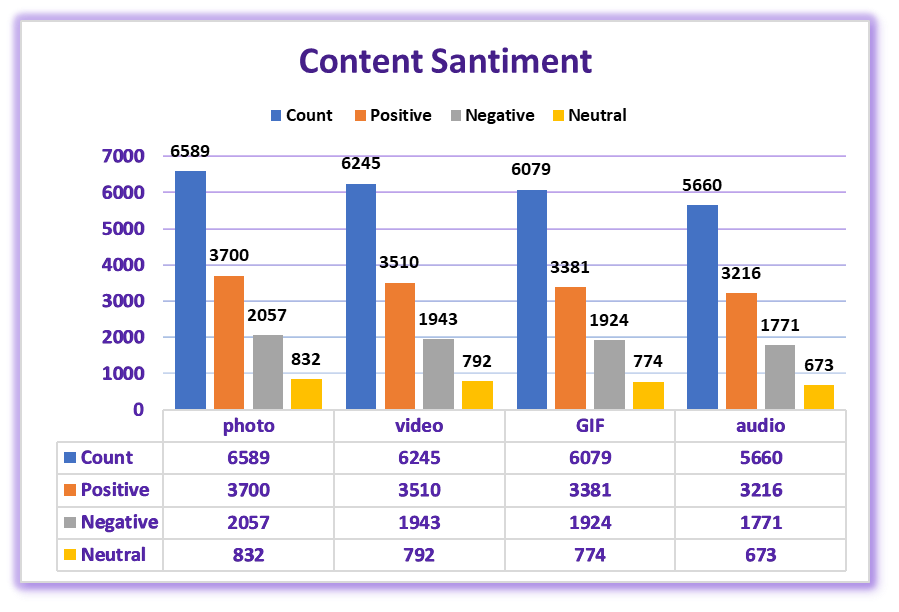 Content Santiment
Count Positive Negative Neutral
7000
6000
5000
4000
3000
2000
1000
0
6589 3700 2057 832
6245 3510 1943 792
6079 3381 1924 774
5660 3216 1771 673
photo video GIF audio
Count 6589 6245 6079 5660
Positive 3700 3510 3381 3216
Negative 2057 1943 1924 1771
Neutral 832 792 774 673